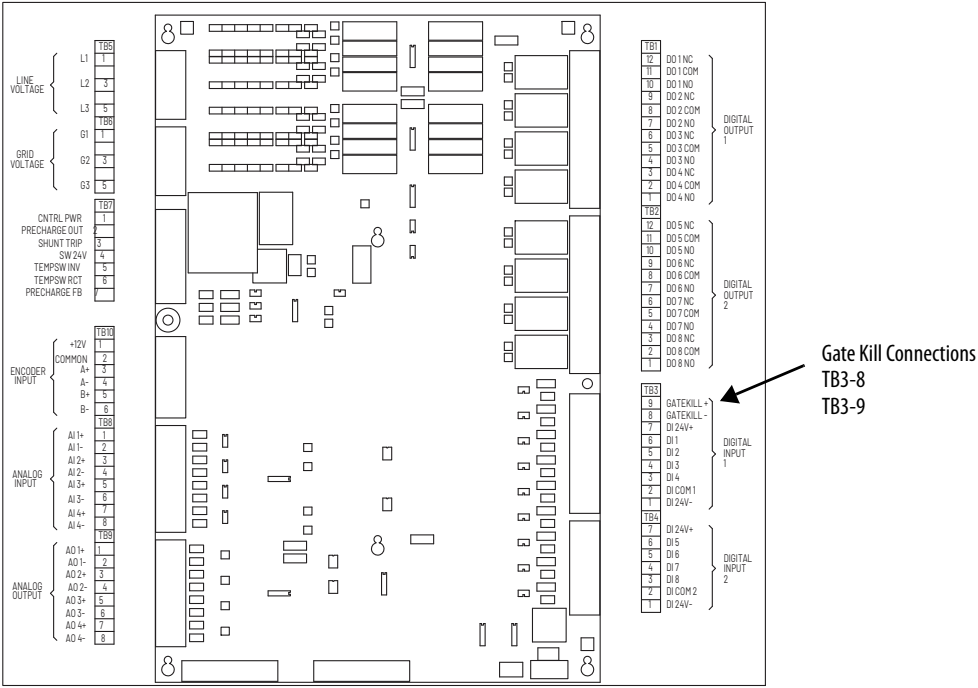 TB5
L1 1
LINE
VOLTAGE
L2 3
L3 5
TB6
G1 1
GRID
VOLTAGE
G2 3
G3 5
TB7
CNTRL PWR 1
PRECHARGE OUT 2
SHUNT TRIP 3
SW 24V 4
TEMPSW INV 5
TEMPSW RCT 6
PRECHARGE FB 7
TB10
+12V 1
COMMON 2
ENCODER
INPUT
A+ 3
A- 4
B+ 5
B- 6
TB8
AI 1+ 1
AI 1- 2
AI 2+ 3
ANALOG
INPUT
AI 2- 4
AI 3+ 5
AI 3- 6
AI 4+ 7
AI 4- 8
TB9
AO 1+ 1
AO 1- 2
AO 2+ 3
ANALOG
OUTPUT
AO 2- 4
AO 3+ 5
AO 3- 6
AO 4+ 7
AO 4- 8
TB1
12 DO 1 NC
11 DO 1 COM
10 DO 1 NO
9 DO 2 NC
8 DO 2 COM
7 DO 2 NO
6 DO 3 NC
5 DO 3 COM
4 DO 3 NO
3 DO 4 NC
2 DO 4 COM
1 DO 4 NO
DIGITAL
OUTPUT
1
TB2
12 DO 5 NC
11 DO 5 COM
10 DO 5 NO
9 DO 6 NC
8 DO 6 COM
7 DO 6 NO
6 DO 7 NC
5 DO 7 COM
4 DO 7 NO
3 DO 8 NC
2 DO 8 COM
1 DO 8 NO
DIGITAL
OUTPUT
2
TB3
9 GATEKILL +
8 GATEKILL -
7 DI 24V+
6 DI 1
5 DI 2
4 DI 3
3 DI 4
2 DI COM 1
1 DI 24V-
DIGITAL
INPUT
1
TB4
7 DI 24V+
6 DI 5
5 DI 6
4 DI 7
3 DI 8
2 DI COM 2
1 DI 24V-
DIGITAL
INPUT
2
Gate Kill Connections
TB3-8
TB3-9